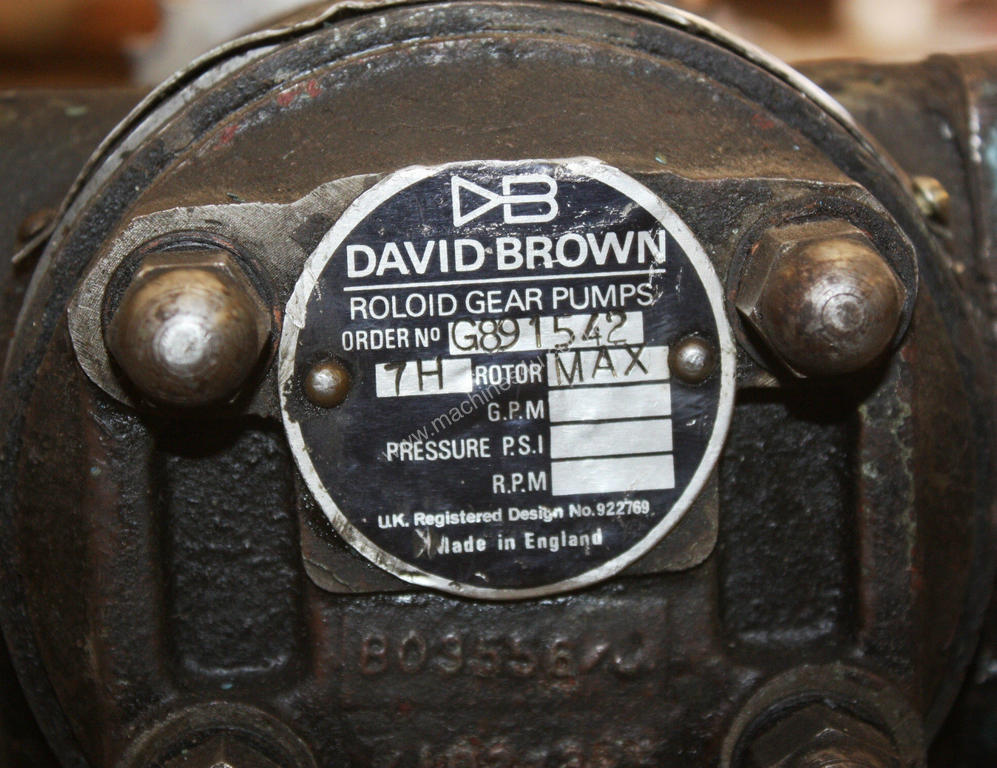 DB
DAVID BROWN
ROLOID GEAR PUMPS
ORDER NO G891542
7H ROTOR MAX
G.P.M
PRESSURE P.S.I
R.P.M
U.K. Registered Design No.922769
Made in England